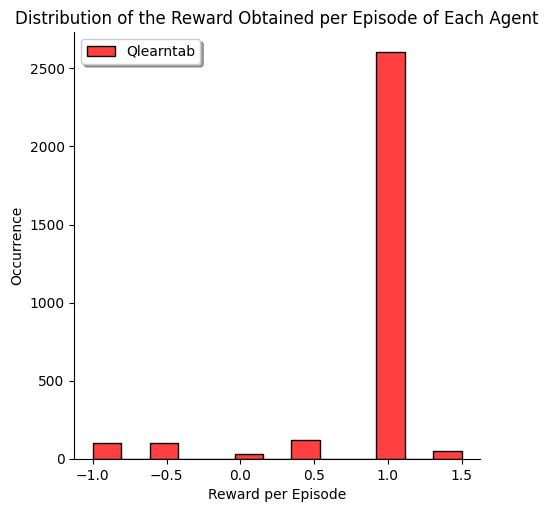 Distribution of the Reward Obtained per Episode of Each Agent
Qlearntab
Occurrence
2500
2000
1500
1000
500
0
−1.0 −0.5 0.0 0.5 1.0 1.5
Reward per Episode